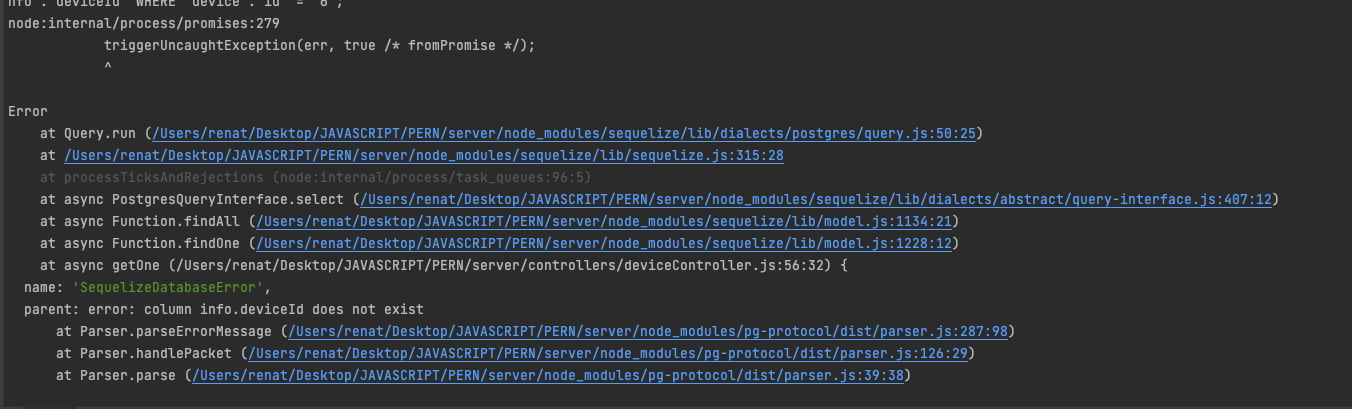 nfo`.`deviceId` WHERE `device`.`id` = '6';
node:internal/process/promises:279
triggerUncaughtException(err, true /* fromPromise */);
^
Error
at Query.run (/Users/renat/Desktop/JAVASCRIPT/PERN/server/node_modules/sequelize/lib/dialects/postgres/query.js:50:25)
at /Users/renat/Desktop/JAVASCRIPT/PERN/server/node_modules/sequelize/lib/sequelize.js:315:28
at processTicksAndRejections (node:internal/process/task_queues:96:5)
at async PostgresQueryInterface.select (/Users/renat/Desktop/JAVASCRIPT/PERN/server/node_modules/sequelize/lib/dialects/abstract/query-interface.js:407:12)
at async Function.findAll (/Users/renat/Desktop/JAVASCRIPT/PERN/server/node_modules/sequelize/lib/model.js:1134:21)
at async Function.findOne (/Users/renat/Desktop/JAVASCRIPT/PERN/server/node_modules/sequelize/lib/model.js:1228:12)
at async getOne (/Users/renat/Desktop/JAVASCRIPT/PERN/server/controllers/deviceController.js:56:32) {
name: 'SequelizeDatabaseError',
parent: error: column info.deviceId does not exist
at Parser.parseErrorMessage (/Users/renat/Desktop/JAVASCRIPT/PERN/server/node_modules/pg-protocol/dist/parser.js:287:98)
at Parser.handlePacket (/Users/renat/Desktop/JAVASCRIPT/PERN/server/node_modules/pg-protocol/dist/parser.js:126:29)
at Parser.parse (/Users/renat/Desktop/JAVASCRIPT/PERN/server/node_modules/pg-protocol/dist/parser.js:39:38)